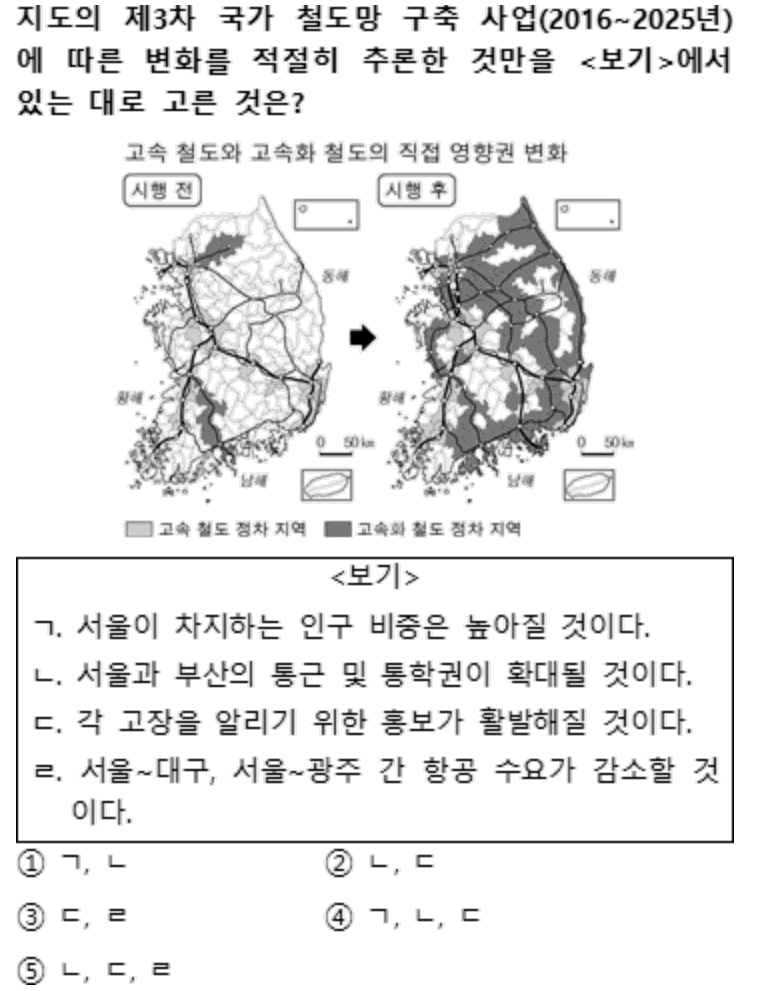 지도의 제3차 국가 철도망 구축 사업(2016~2025년)
에 따른 변화를 적절히 추론한 것만을 <보기>에서
있는 대로 고른 것은?
고속 철도와 고속화 철도의 직접 영향권 변화
시행 전
시행 후
동해
동해
황해
황해
0 50km
0 50km
남해
남해
고속 철도 정차 지역 고속화 철도 정차 지역
<보기>
ㄱ. 서울이 차지하는 인구 비중은 높아질 것이다.
ㄴ. 서울과 부산의 통근 및 통학권이 확대될 것이다.
ㄷ. 각 고장을 알리기 위한 홍보가 활발해질 것이다.
ㄹ. 서울~대구, 서울~광주 간 항공 수요가 감소할 것
이다.
① ㄱ, ㄴ ② ㄴ, ㄷ
③ ㄷ, ㄹ ④ ㄱ, ㄴ, ㄷ
⑤ ㄴ, ㄷ, ㄹ